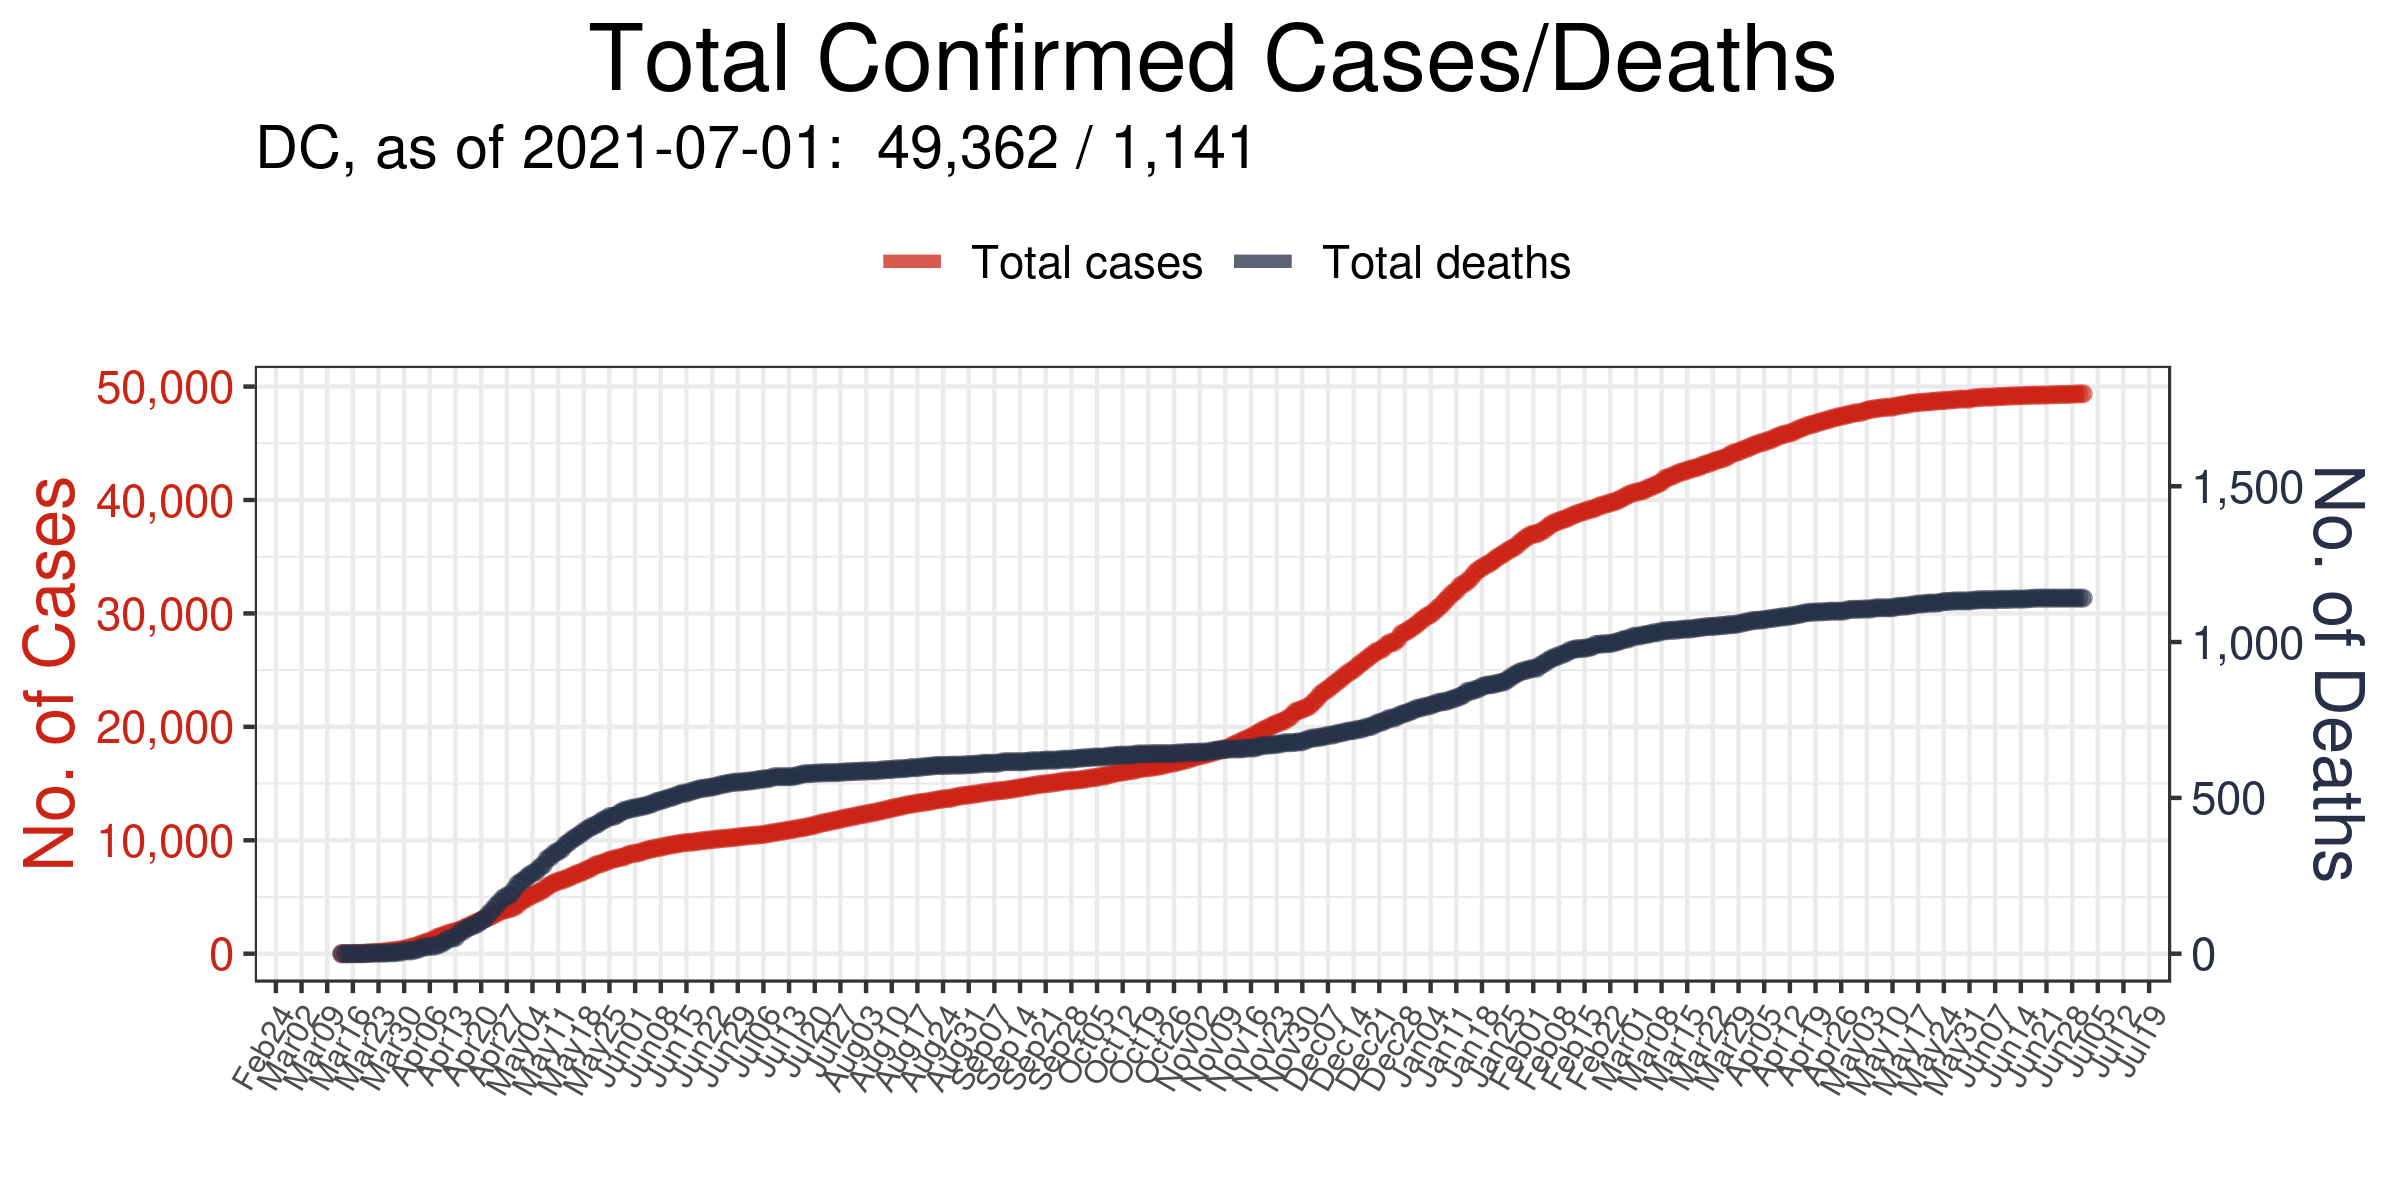 Total Confirmed Cases/Deaths
DC, as of 2021-07-01:  49,362 / 1,141
Total cases
Total deaths
No. of Cases
50,000
40,000
30,000
20,000
10,000
0
1,500
1,000
500
0
No. of Deaths
Feb24
Mar02
Mar09
Mar16
Mar23
Mar30
Apr06
Apr13
Apr20
Apr27
May04
May11
May18
May25
Jun01
Jun08
Jun15
Jun22
Jun29
Jul06
Jul13
Jul20
Jul27
Aug03
Aug10
Aug17
Aug24
Aug31
Sep07
Sep14
Sep21
Sep28
Oct05
Oct12
Oct19
Oct26
Nov02
Nov09
Nov16
Nov23
Nov30
Dec07
Dec14
Dec21
Dec28
Jan04
Jan11
Jan18
Jan25
Feb01
Feb08
Feb15
Feb22
Mar01
Mar08
Mar15
Mar22
Mar29
Apr05
Apr12
Apr19
Apr26
May03
May10
May17
May24
May31
Jun07
Jun14
Jun21
Jun28
Jul05
Jul12
Jul19